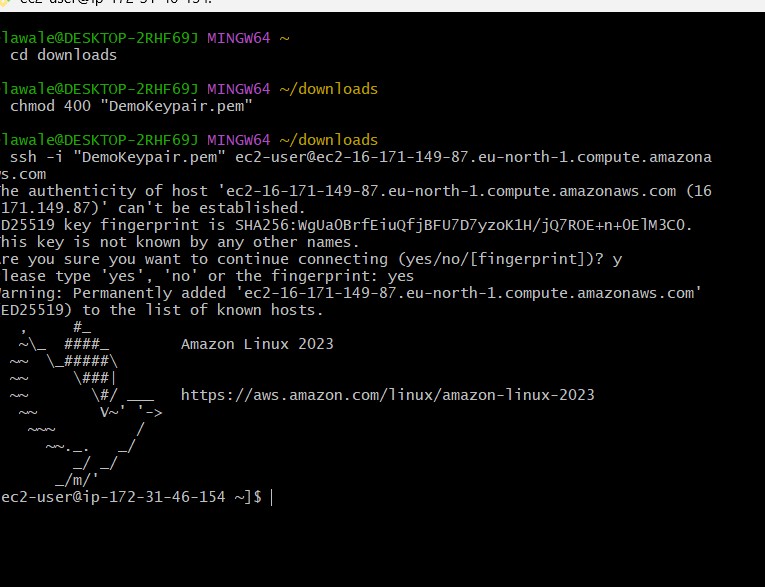 ec2-user@ip-172-31-46-154:
lawale@DESKTOP-2RHF69J MINGW64 ~
cd downloads
lawale@DESKTOP-2RHF69J MINGW64 ~/downloads
chmod 400 "DemoKeypair.pem"
lawale@DESKTOP-2RHF69J MINGW64 ~/downloads
ssh -i "DemoKeypair.pem" ec2-user@ec2-16-171-149-87.eu-north-1.compute.amazona
s.com
he authenticity of host 'ec2-16-171-149-87.eu-north-1.compute.amazonaws.com (16
171.149.87)' can't be established.
D25519 key fingerprint is SHA256:WgUaOBrfEiuQfjBFU7D7yzoK1H/jQ7ROE+n+0ElM3C0.
his key is not known by any other names.
re you sure you want to continue connecting (yes/no/[fingerprint])? y
lease type 'yes', 'no' or the fingerprint: yes
arning: Permanently added 'ec2-16-171-149-87.eu-north-1.compute.amazonaws.com'
ED25519) to the list of known hosts.
   ,     #_
  ~\_  ####_        Amazon Linux 2023
 ~~  \_#####\
 ~~     \###|
 ~~       \#/ ___   https://aws.amazon.com/linux/amazon-linux-2023
  ~~       V~' '->
   ~~~         /
     ~~._.   _/
        _/ _/
      _/m/'
ec2-user@ip-172-31-46-154 ~]$